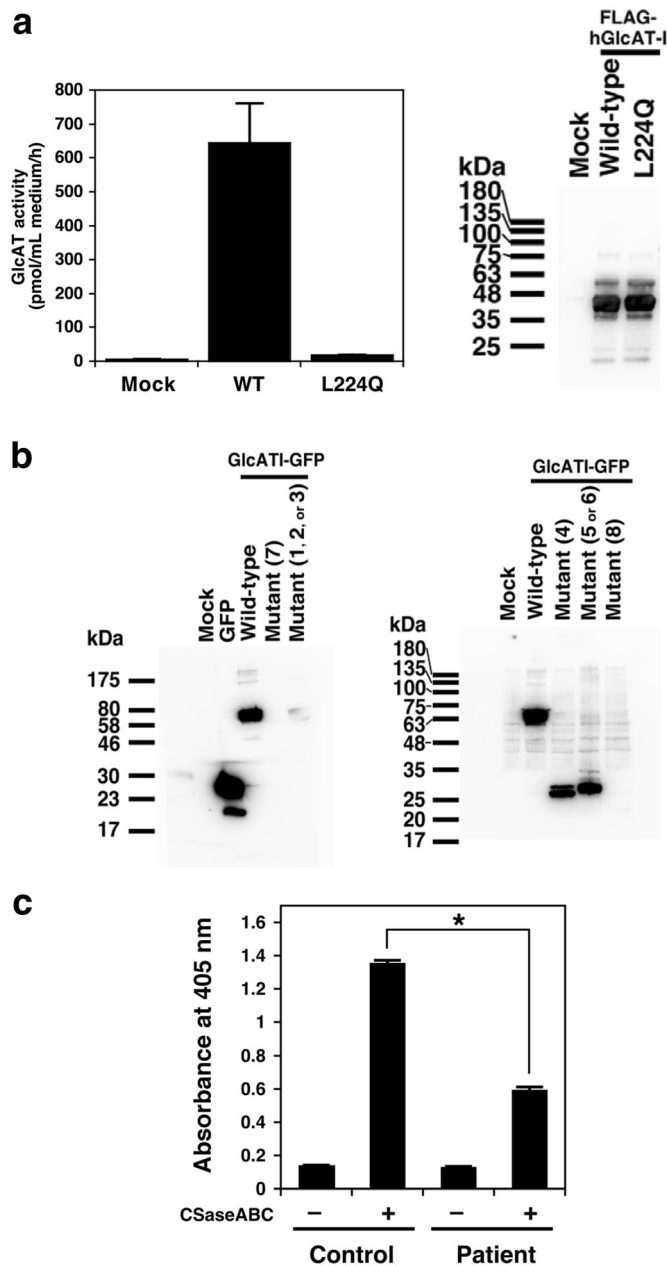 a
800
700
600
500
400
300
200
100
0
GlcAT activity
(pmol/mL medium/h)
Mock
WT
L224Q
FLAG-
hGlcAT-I
Mock
Wild-type
L224Q
kDa
180
135
100
75
63
48
35
25
b
GlcATI-GFP
Mock
GFP
Wild-type
Mutant (7)
Mutant (1, 2, or 3)
kDa
175
80
58
46
30
23
17
GlcATI-GFP
Mock
Wild-type
Mutant (4)
Mutant (5 or 6)
Mutant (8)
kDa
180
135
100
75
63
48
35
25
20
17
c
Absorbance at 405 nm
1.6
1.4
1.2
1
0.8
0.6
0.4
0.2
0
*
CSaseABC − + − +
Control Patient